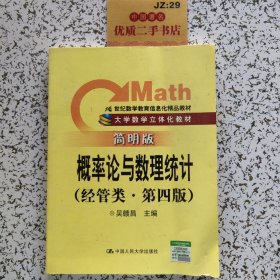 JZ:29
中国著名
优质二手书店
Math
21世纪数学教育信息化精品教材
大学数学立体化教材
简明版
概率论与数理统计
(经管类·第四版)
吴赣昌 主编
中国人民大学出版社